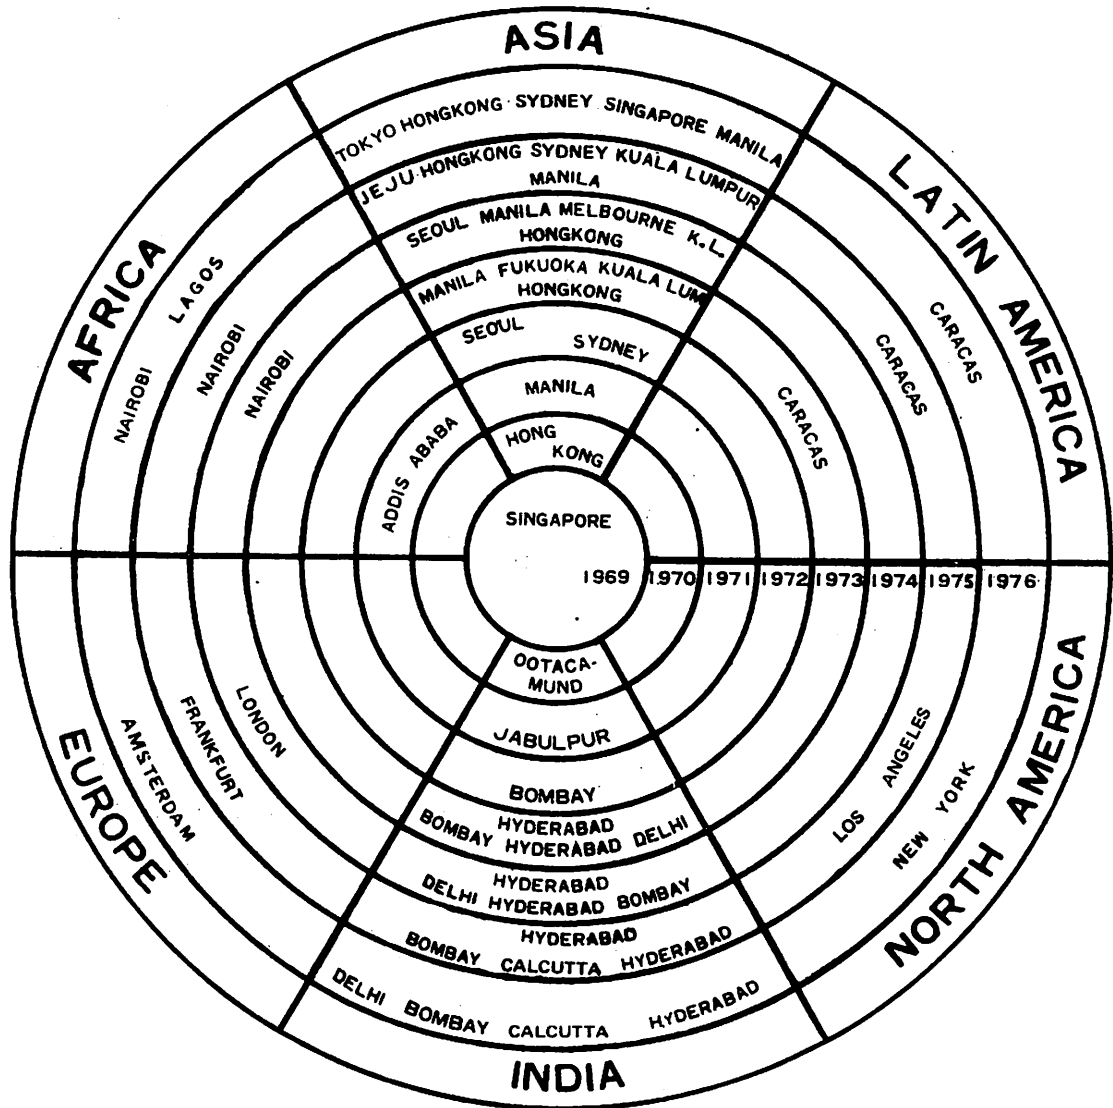 ASIA
TOKYO HONGKONG SYDNEY SINGAPORE MANILA
JEJU HONGKONG SYDNEY KUALA LUMPUR
MANILA
SEOUL MANILA MELBOURNE K.L.
HONGKONG
MANILA FUKUOKA KUALA LUM
HONGKONG
SEOUL
SYDNEY
MANILA
HONG
KONG
LATIN AMERICA
CARACAS
CARACAS
CARACAS
AFRICA
LAGOS
NAIROBI
NAIROBI
NAIROBI
ADDIS ABABA
SINGAPORE
1969 1970 1971 1972 1973 1974 1975 1976
EUROPE
AMSTERDAM
FRANKFURT
LONDON
OOTACA-
MUND
JABULPUR
BOMBAY
HYDERABAD
BOMBAY HYDERABAD DELHI
HYDERABAD
DELHI HYDERABAD BOMBAY
HYDERABAD
BOMBAY CALCUTTA HYDERABAD
DELHI BOMBAY CALCUTTA HYDERABAD
INDIA
LOS ANGELES
NEW YORK
NORTH AMERICA